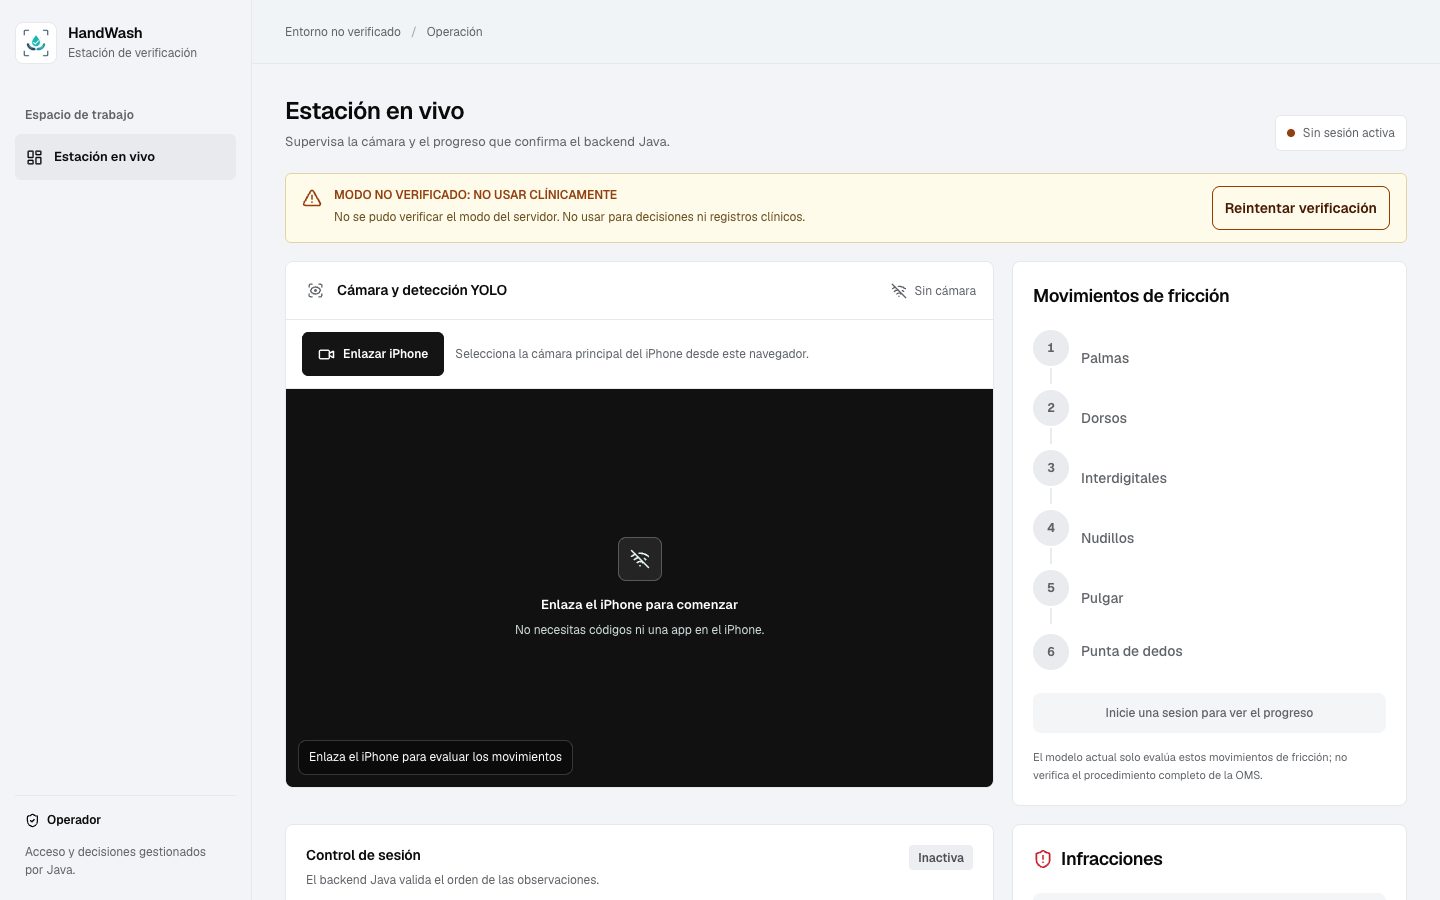 HandWash
Estación de verificación
Espacio de trabajo
Estación en vivo
Operador
Acceso y decisiones gestionados
por Java.
Entorno no verificado / Operación
Estación en vivo
Supervisa la cámara y el progreso que confirma el backend Java.
Sin sesión activa
MODO NO VERIFICADO: NO USAR CLÍNICAMENTE
No se pudo verificar el modo del servidor. No usar para decisiones ni registros clínicos.
Reintentar verificación
Cámara y detección YOLO
Sin cámara
Enlazar iPhone
Selecciona la cámara principal del iPhone desde este navegador.
Enlaza el iPhone para comenzar
No necesitas códigos ni una app en el iPhone.
Enlaza el iPhone para evaluar los movimientos
Movimientos de fricción
1 Palmas
2 Dorsos
3 Interdigitales
4 Nudillos
5 Pulgar
6 Punta de dedos
Inicie una sesion para ver el progreso
El modelo actual solo evalúa estos movimientos de fricción; no
verifica el procedimiento completo de la OMS.
Control de sesión
Inactiva
El backend Java valida el orden de las observaciones.
Infracciones